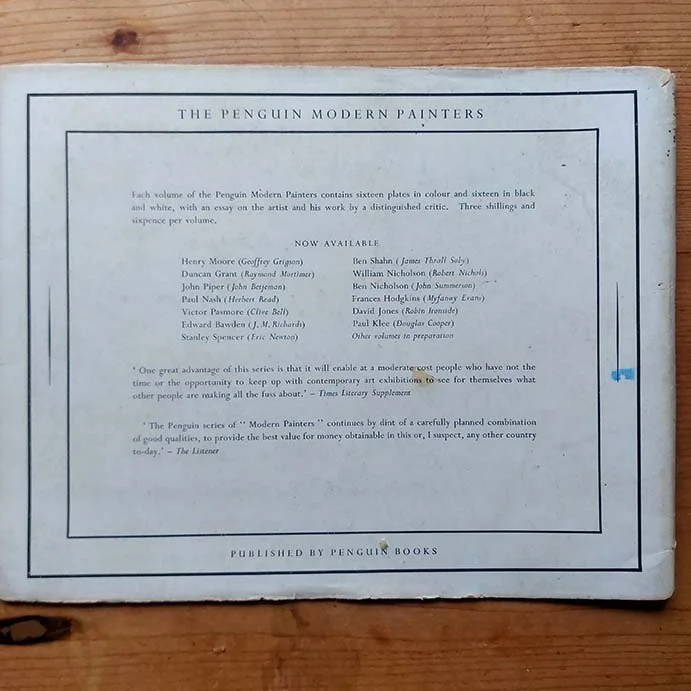 THE PENGUIN MODERN PAINTERS
Each volume of the Penguin Modern Painters contains sixteen plates in colour and sixteen in black
and white, with an essay on the artist and his work by a distinguished critic. Three shillings and
sixpence per volume.
NOW AVAILABLE
Henry Moore (Geoffrey Grigson)
Duncan Grant (Raymond Mortimer)
John Piper (John Betjeman)
Paul Nash (Herbert Read)
Victor Pasmore (Clive Bell)
Edward Bawden (J. M. Richards)
Stanley Spencer (Eric Newton)
Ben Shahn (James Thrall Soby)
William Nicholson (Robert Nichols)
Ben Nicholson (John Summerson)
Frances Hodgkins (Myfanwy Evans)
David Jones (Robin Ironside)
Paul Klee (Douglas Cooper)
Other volumes in preparation
‘ One great advantage of this series is that it will enable at a moderate cost people who have not the
time or the opportunity to keep up with contemporary art exhibitions to see for themselves what
other people are making all the fuss about.’ – Times Literary Supplement
‘ The Penguin series of “ Modern Painters ” continues by dint of a carefully planned combination
of good qualities, to provide the best value for money obtainable in this or, I suspect, any other country
to-day.’ – The Listener
PUBLISHED BY PENGUIN BOOKS